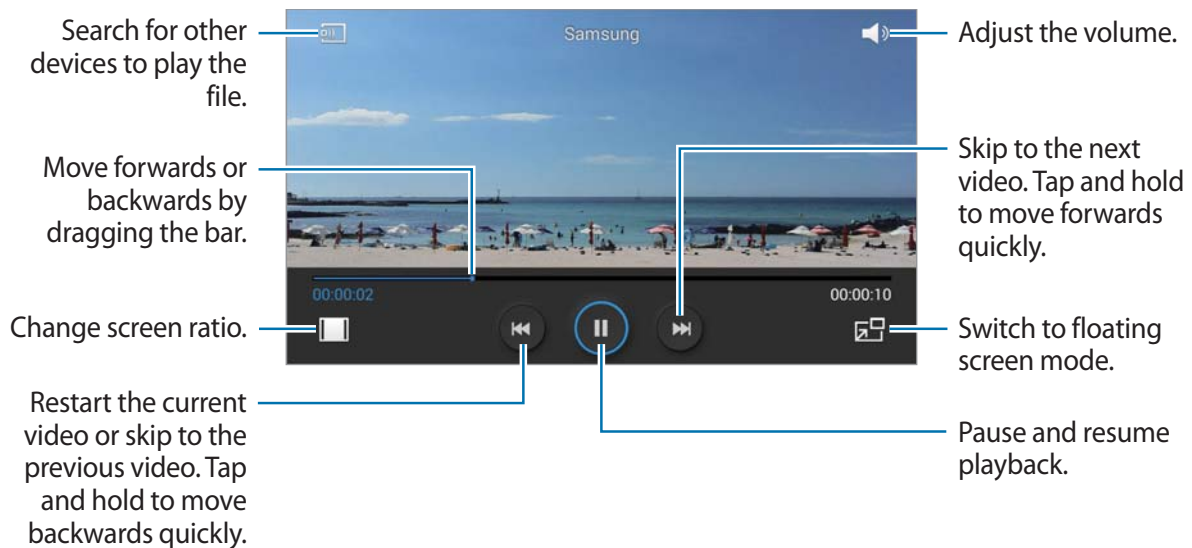 Search for other
devices to play the
file.
Samsung
Adjust the volume.
Move forwards or
backwards by
dragging the bar.
Skip to the next
video. Tap and hold
to move forwards
quickly.
00:00:02
00:00:10
Change screen ratio.
Switch to floating
screen mode.
Restart the current
video or skip to the
previous video. Tap
and hold to move
backwards quickly.
Pause and resume
playback.